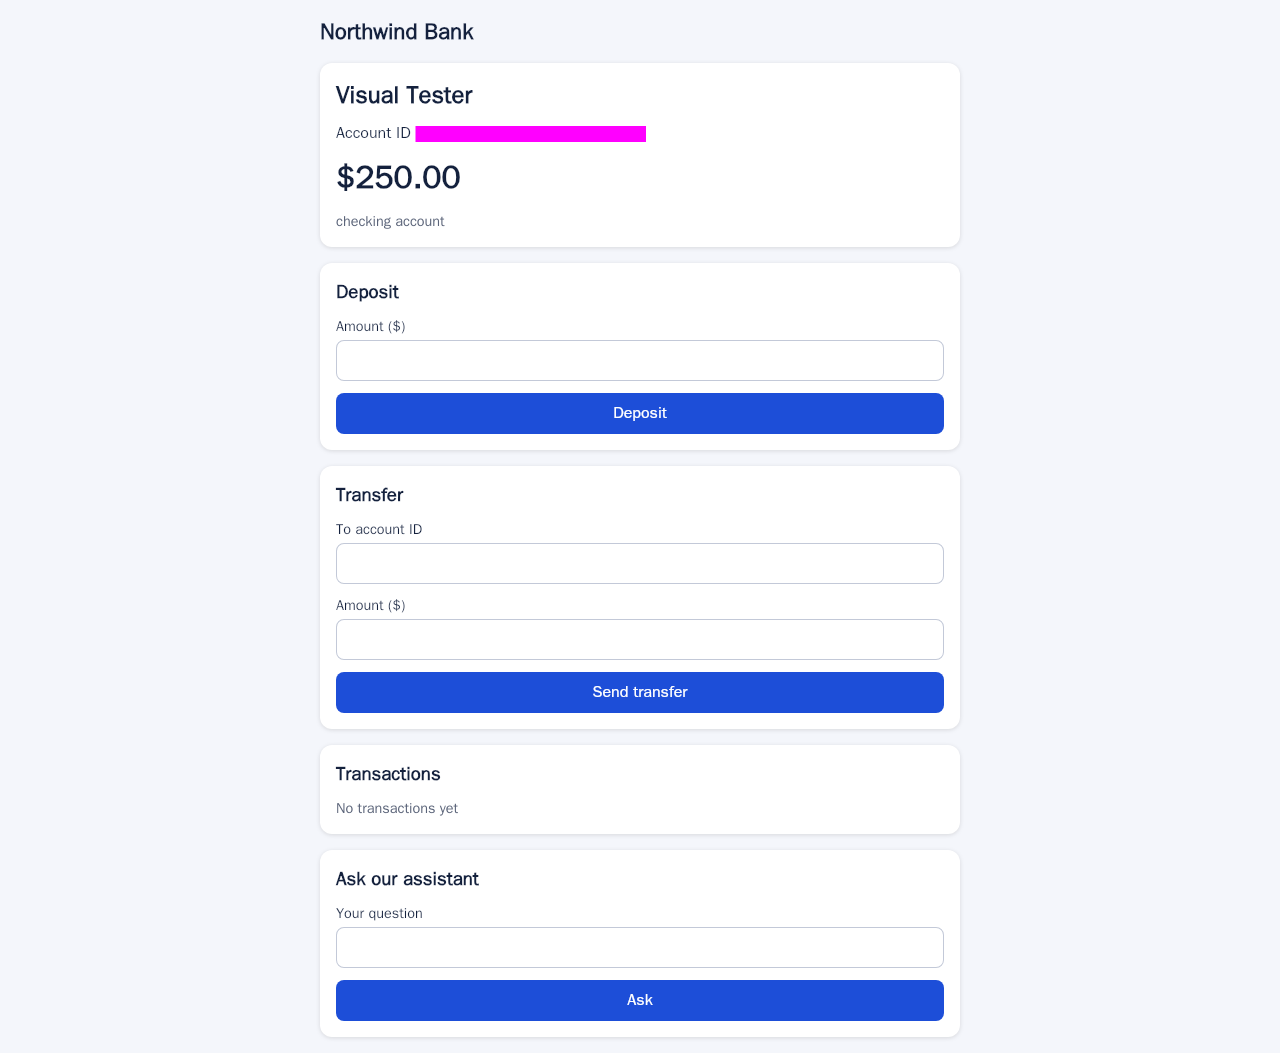 Northwind Bank
Visual Tester
Account ID
$250.00
checking account
Deposit
Amount ($)
Deposit
Transfer
To account ID
Amount ($)
Send transfer
Transactions
No transactions yet
Ask our assistant
Your question
Ask